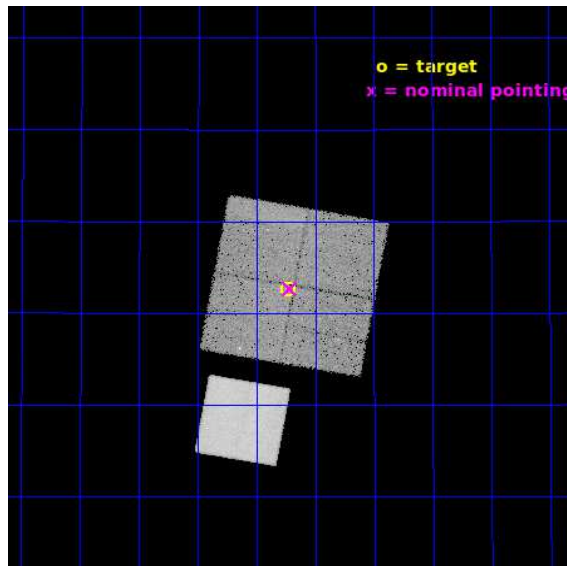 o = target
x = nominal pointing